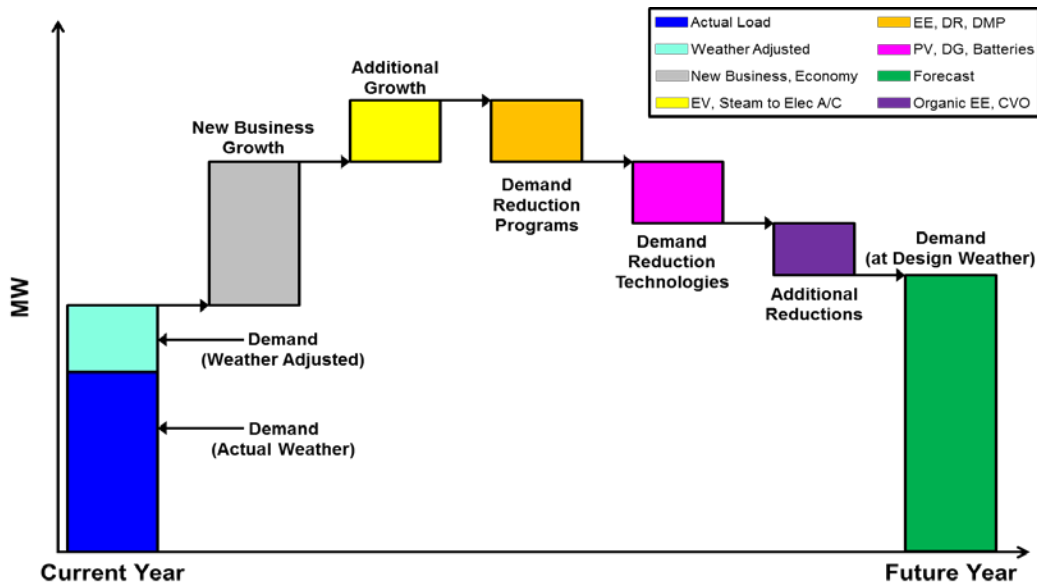 Actual Load
EE, DR, DMP
Weather Adjusted
PV, DG, Batteries
New Business, Economy
Forecast
EV, Steam to Elec A/C
Organic EE, CVO
Additional
Growth
New Business
Growth
Demand
Reduction
Programs
Demand
Reduction
Technologies
Demand
(at Design Weather)
Additional
Reductions
MW
Demand
(Weather Adjusted)
Demand
(Actual Weather)
Current Year
Future Year